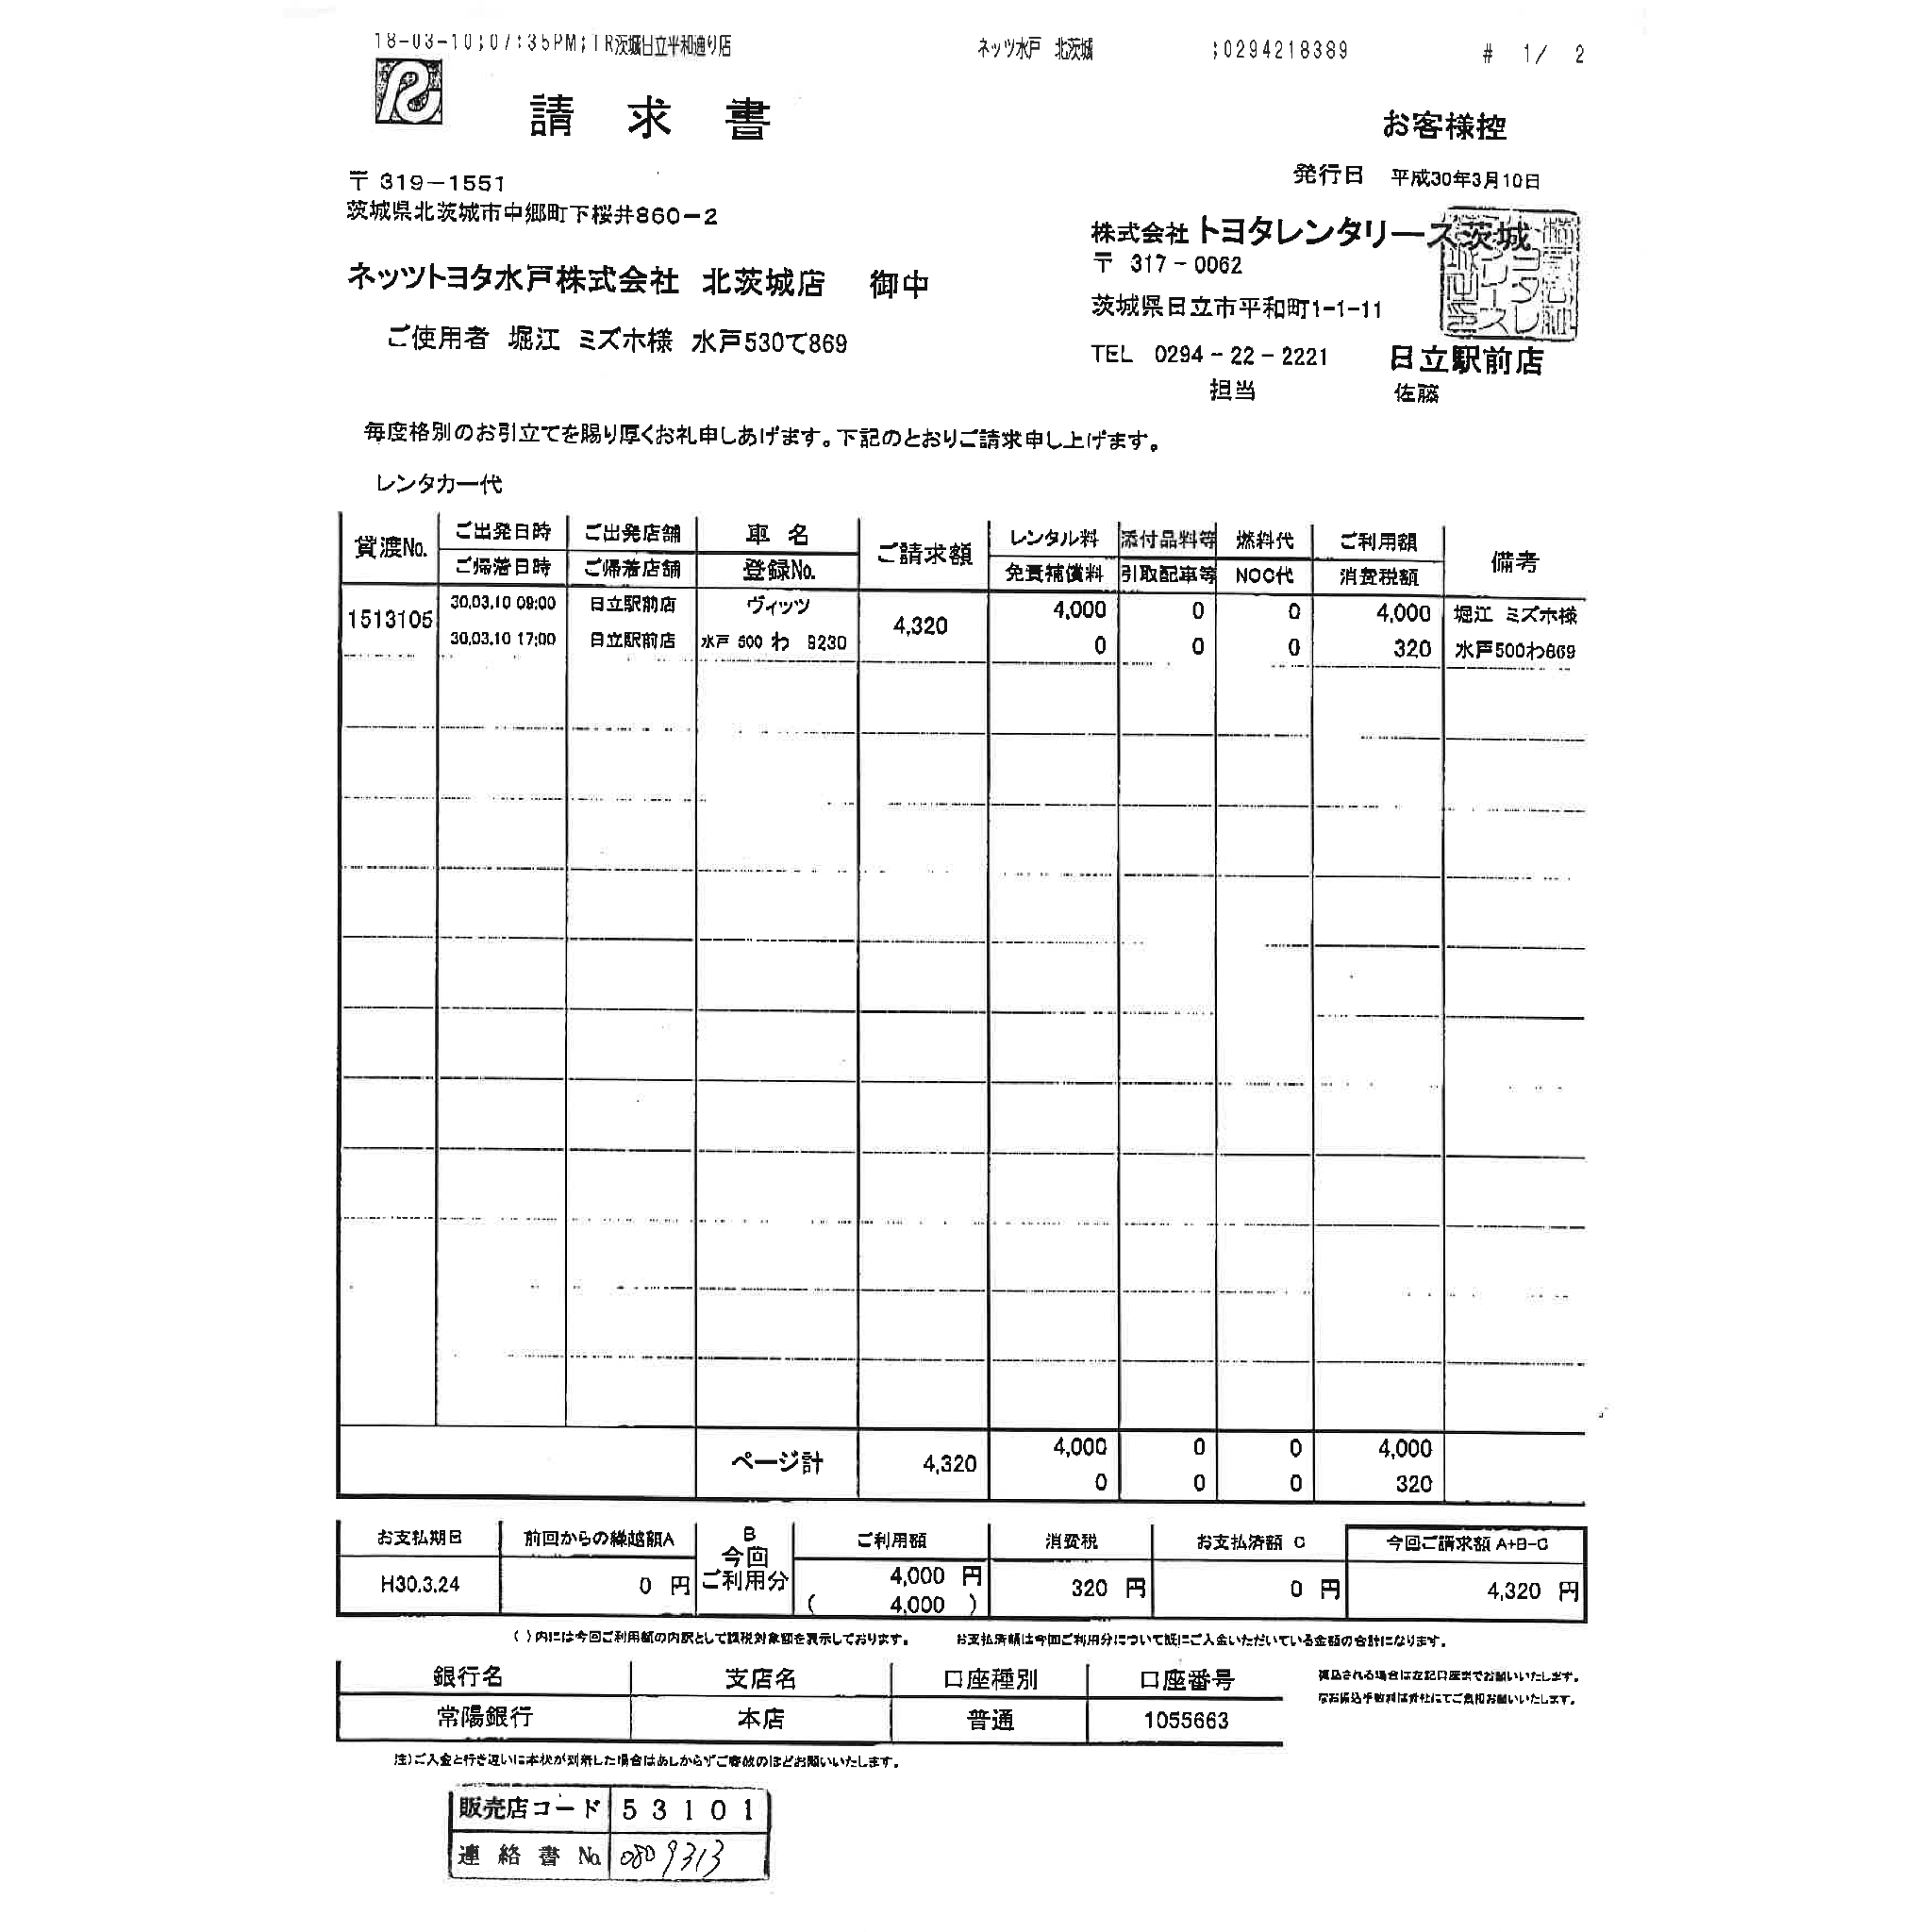 18-03-10;07:35PM;TR茨城日立平和通り店 ネッツ水戸 北茨城 ;0294218389 # 1/ 2
請 求 書
お客様控
発行日 平成30年3月10日
〒319-1551
茨城県北茨城市中郷町下桜井860-2
ネッツトヨタ水戸株式会社 北茨城店 御中
ご使用者 堀江 ミズホ様 水戸530て869
株式会社トヨタレンタリース茨城
〒 317-0062
茨城県日立市平和町1-1-11
TEL 0294-22-2221 日立駅前店
担当 佐藤
毎度格別のお引立てを賜り厚くお礼申しあげます。下記のとおりご請求申し上げます。
レンタカー代
貸渡No. ご出発日時 ご出発店舗 車 名 ご請求額 レンタル料 添付品料等 燃料代 ご利用額 備考
ご帰着日時 ご帰着店舗 登録No. 免責補償料 引取配車等 NOC代 消費税額
1513105 30.03.10 09:00 日立駅前店 ヴィッツ 4,320 4,000 0 0 4,000 堀江 ミズホ様
30.03.10 17:00 日立駅前店 水戸 500 わ 9230 0 0 0 320 水戸500わ869
ページ計 4,320 4,000 0 0 4,000
0 0 0 320
お支払期日 前回からの繰越額A B 今回ご利用分 ご利用額 消費税 お支払済額 C 今回ご請求額 A+B-C
H30.3.24 0 円 4,000 円 320 円 0 円 4,320 円
( 4,000 )
( )内には今回ご利用額の内訳として課税対象額を表示しております。 お支払済額は今回ご利用分について既にご入金いただいている金額の合計になります。
銀行名 支店名 口座種別 口座番号
常陽銀行 本店 普通 1055663
振込される場合は左記口座までお願いいたします。
なお振込手数料は貴社にてご負担お願いいたします。
注)ご入金と行き違いに本状が到着した場合はあしからずご容赦のほどお願いいたします。
販売店コード 53101
連絡書 No. 0809313